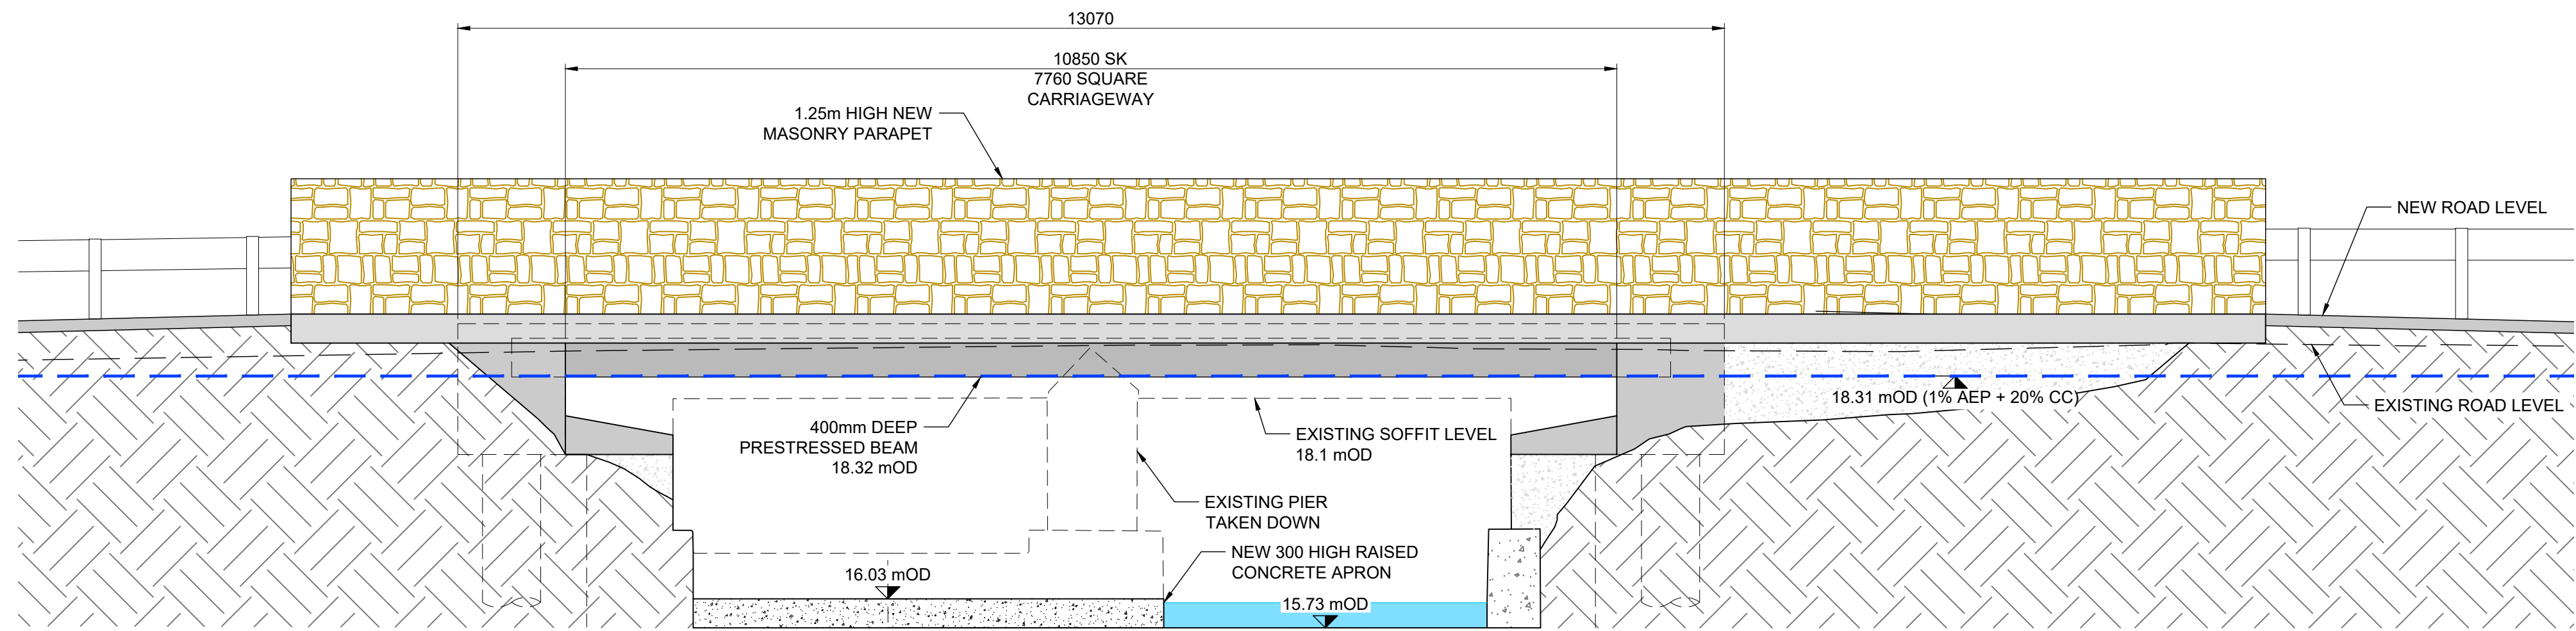 13070
10850 SK
7760 SQUARE
CARRIAGEWAY
1.25m HIGH NEW
MASONRY PARAPET
NEW ROAD LEVEL
18.31 mOD (1% AEP + 20% CC)
EXISTING ROAD LEVEL
400mm DEEP
PRESTRESSED BEAM
18.32 mOD
EXISTING SOFFIT LEVEL
18.1 mOD
EXISTING PIER
TAKEN DOWN
NEW 300 HIGH RAISED
CONCRETE APRON
16.03 mOD
15.73 mOD